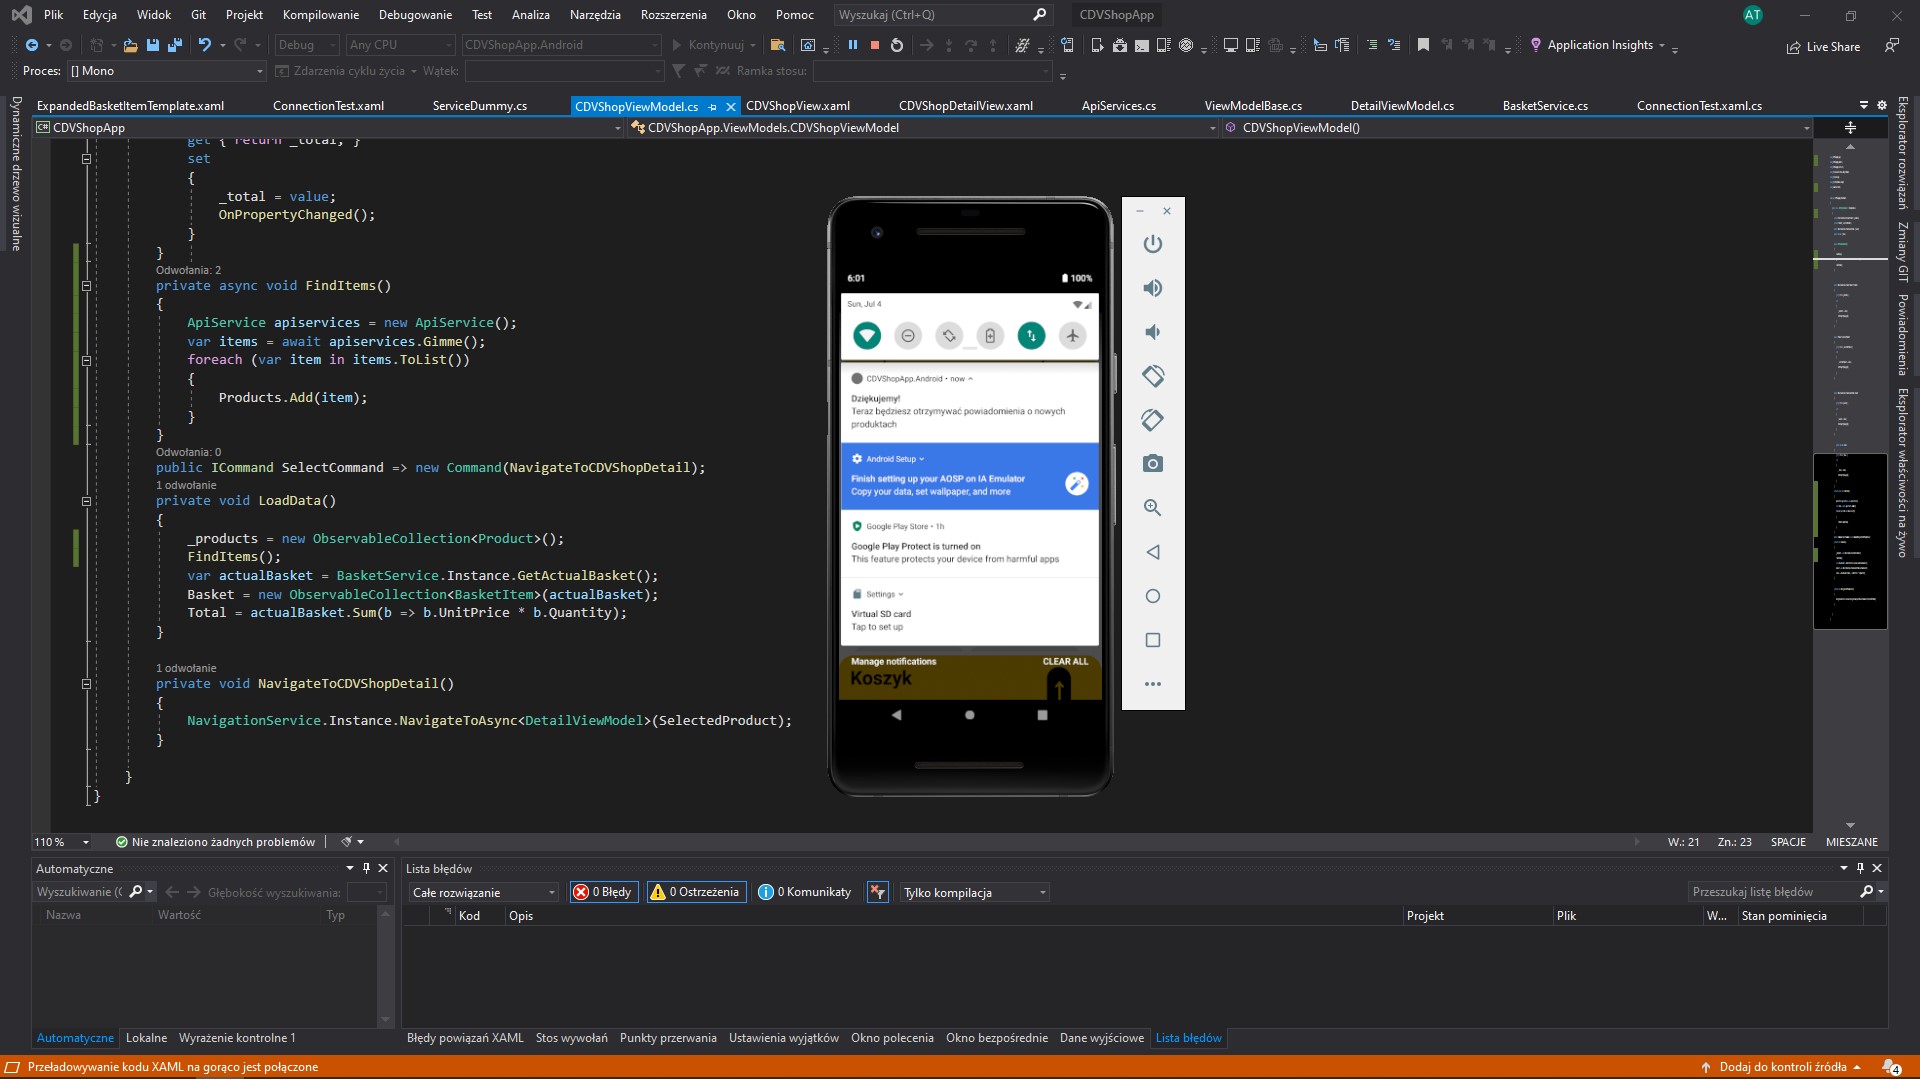 Plik Edycja Widok Git Projekt Kompilowanie Debugowanie Test Analiza Narzędzia Rozszerzenia Okno Pomoc Wyszukaj (Ctrl+Q) CDVShopApp AT
Debug Any CPU CDVShopApp.Android Kontynuuj Application Insights Live Share
Proces: [] Mono Zdarzenia cyklu życia Wątek: Ramka stosu:
ExpandedBasketItemTemplate.xaml ConnectionTest.xaml ServiceDummy.cs CDVShopViewModel.cs CDVShopView.xaml CDVShopDetailView.xaml ApiServices.cs ViewModelBase.cs DetailViewModel.cs BasketService.cs ConnectionTest.xaml.cs
CDVShopApp CDVShopApp.ViewModels.CDVShopViewModel CDVShopViewModel()
Dynamiczne drzewo wizualne
get { return _total; }
set
{
_total = value;
OnPropertyChanged();
}
}
Odwołania: 2
private async void FindItems()
{
ApiService apiservices = new ApiService();
var items = await apiservices.Gimme();
foreach (var item in items.ToList())
{
Products.Add(item);
}
}
Odwołania: 0
public ICommand SelectCommand => new Command(NavigateToCDVShopDetail);
1 odwołanie
private void LoadData()
{
_products = new ObservableCollection<Product>();
FindItems();
var actualBasket = BasketService.Instance.GetActualBasket();
Basket = new ObservableCollection<BasketItem>(actualBasket);
Total = actualBasket.Sum(b => b.UnitPrice * b.Quantity);
}
1 odwołanie
private void NavigateToCDVShopDetail()
{
NavigationService.Instance.NavigateToAsync<DetailViewModel>(SelectedProduct);
}
}
}
6:01 100%
Sun, Jul 4
CDVShopApp.Android • now
Dziękujemy!
Teraz będziesz otrzymywać powiadomienia o nowych
produktach
Android Setup
Finish setting up your AOSP on IA Emulator
Copy your data, set wallpaper, and more
Google Play Store • 1h
Google Play Protect is turned on
This feature protects your device from harmful apps
Settings
Virtual SD card
Tap to set up
Manage notifications CLEAR ALL
Koszyk
Eksplorator rozwiązań
Zmiany GIT
Powiadomienia
Eksplorator właściwości na żywo
110 % Nie znaleziono żadnych problemów W.: 21 Zn.: 23 SPACJE MIESZANE
Automatyczne
Wyszukiwanie (C Głębokość wyszukiwania:
Nazwa Wartość Typ
Automatyczne Lokalne Wyrażenie kontrolne 1
Lista błędów
Całe rozwiązanie 0 Błędy 0 Ostrzeżenia 0 Komunikaty Tylko kompilacja Przeszukaj listę błędów
Kod Opis Projekt Plik W... Stan pominięcia
Błędy powiązań XAML Stos wywołań Punkty przerwania Ustawienia wyjątków Okno polecenia Okno bezpośrednie Dane wyjściowe Lista błędów
Przeładowywanie kodu XAML na gorąco jest połączone Dodaj do kontroli źródła 4